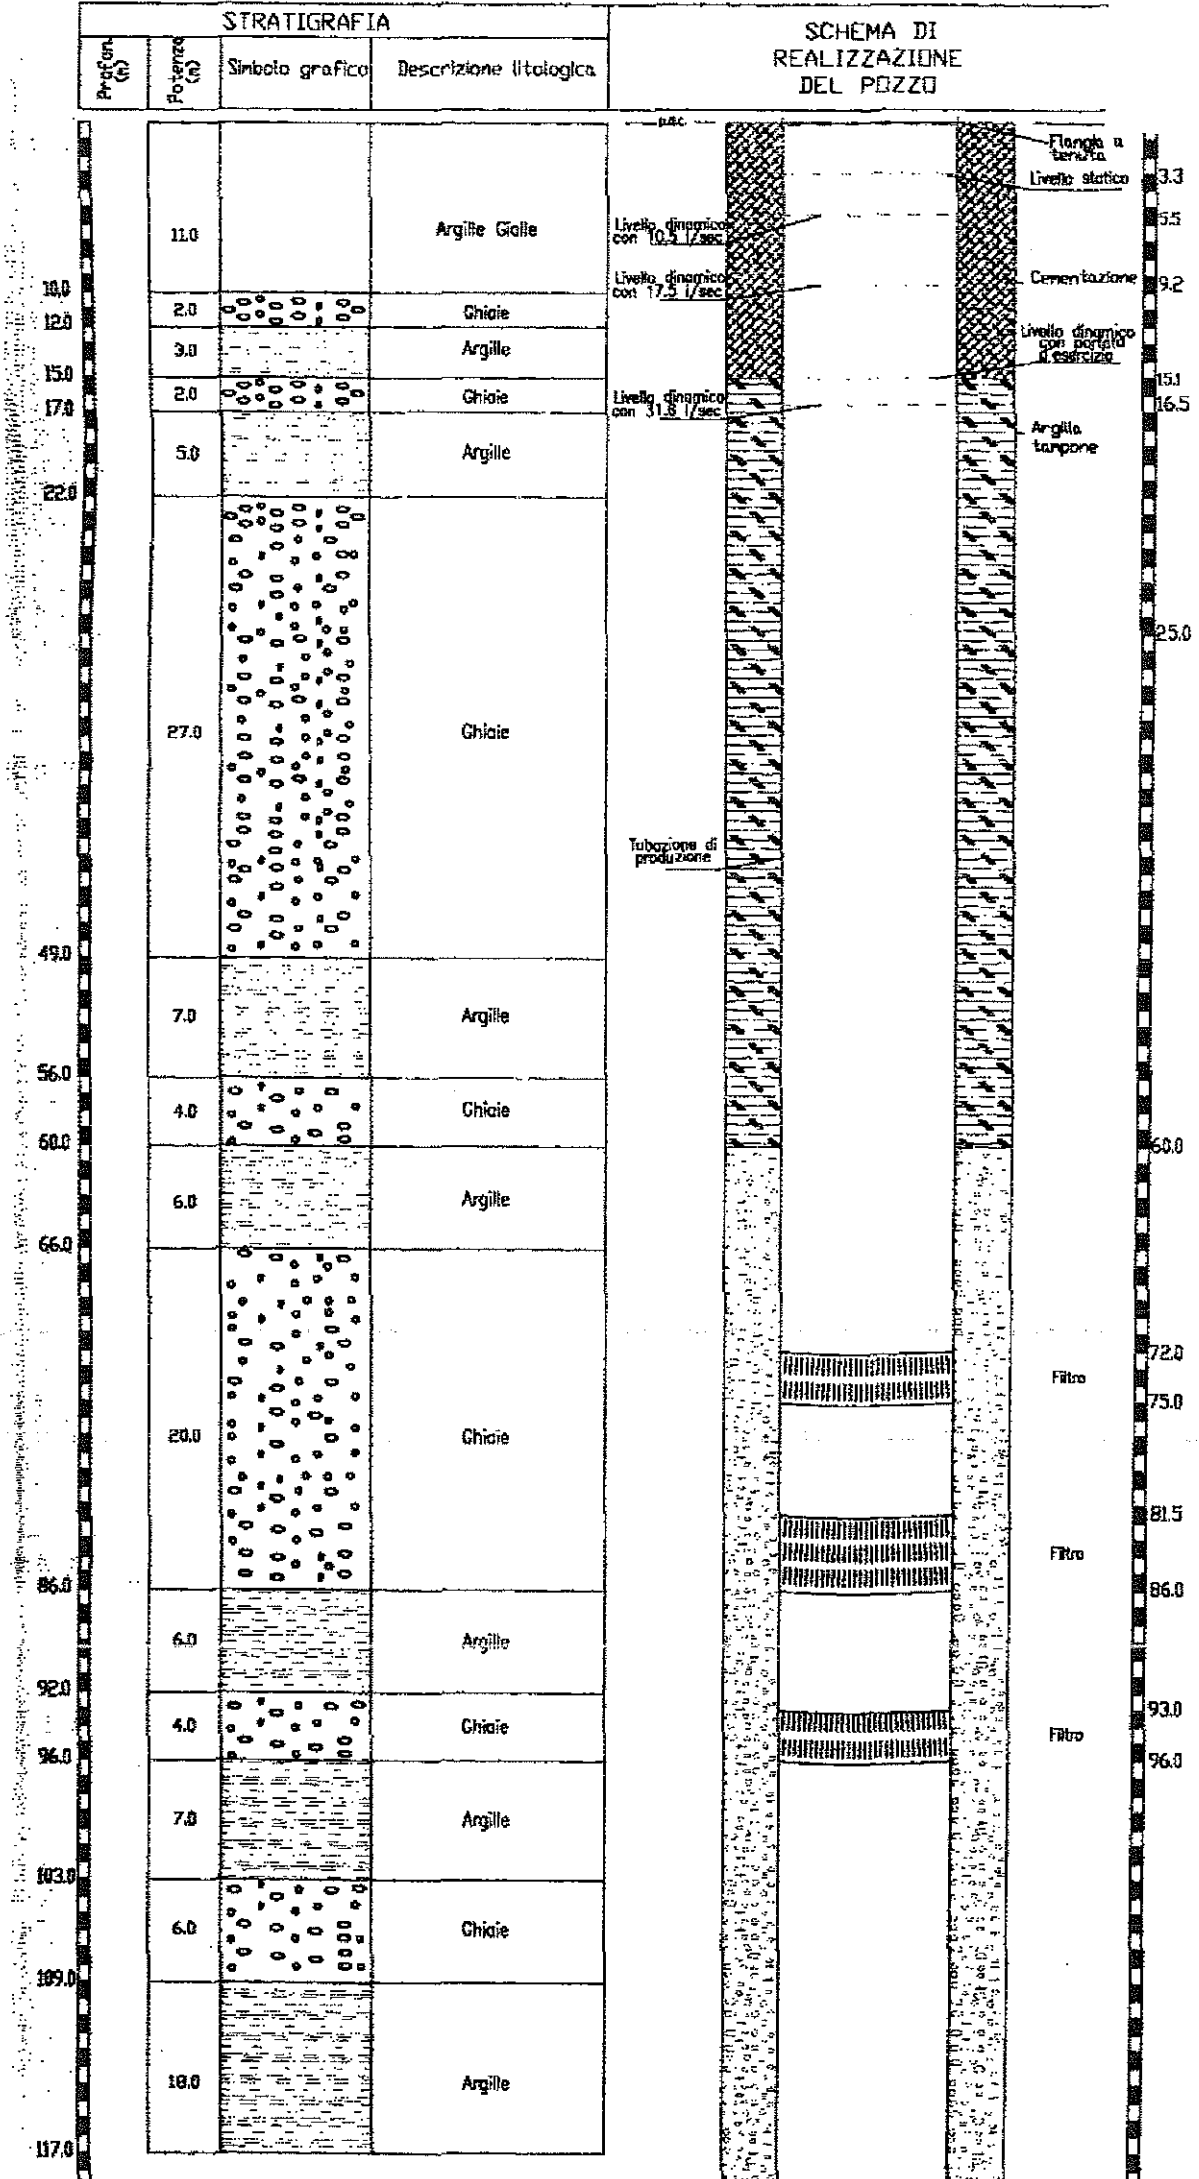 STRATIGRAFIA
SCHEMA DI
REALIZZAZIONE
DEL POZZO
Profon.
(m)
Potenza
(m)
Simbolo grafico
Descrizione litologica
p.d.c.
Flangia a
tenuta
Livello statico
3.3
5.5
11.0
Argille Gialle
Livello dinamico
con 10.5 l/sec
Livello dinamico
con 17.5 l/sec
Cementazione
9.2
10.0
2.0
Ghiaie
12.0
3.0
Argille
Livello dinamico
con portata
d'esercizio
15.0
15.1
2.0
Ghiaie
Livello dinamico
con 31.8 l/sec
16.5
17.0
5.0
Argille
Argilla
tampone
22.0
25.0
27.0
Ghiaie
Tubazione di
produzione
49.0
7.0
Argille
56.0
4.0
Ghiaie
60.0
60.0
6.0
Argille
66.0
72.0
Filtro
75.0
20.0
Ghiaie
81.5
Filtro
86.0
86.0
6.0
Argille
92.0
93.0
4.0
Ghiaie
Filtro
96.0
96.0
7.0
Argille
103.0
6.0
Ghiaie
109.0
18.0
Argille
117.0